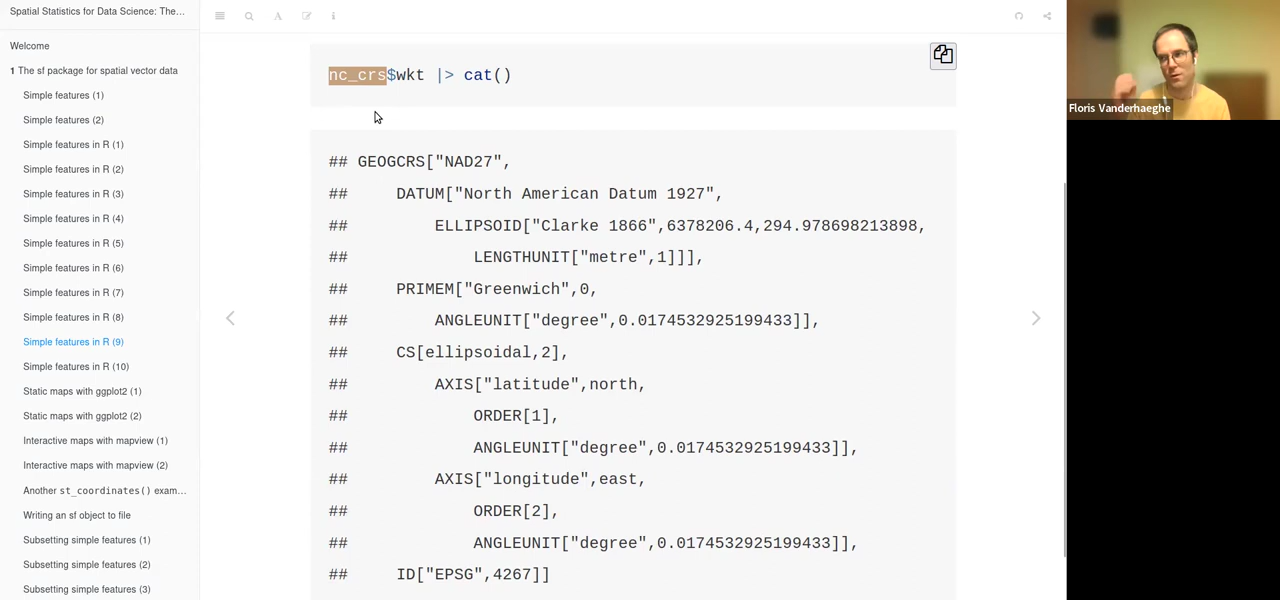 Spatial Statistics for Data Science: The...
Welcome
1 The sf package for spatial vector data
Simple features (1)
Simple features (2)
Simple features in R (1)
Simple features in R (2)
Simple features in R (3)
Simple features in R (4)
Simple features in R (5)
Simple features in R (6)
Simple features in R (7)
Simple features in R (8)
Simple features in R (9)
Simple features in R (10)
Static maps with ggplot2 (1)
Static maps with ggplot2 (2)
Interactive maps with mapview (1)
Interactive maps with mapview (2)
Another st_coordinates() exam...
Writing an sf object to file
Subsetting simple features (1)
Subsetting simple features (2)
Subsetting simple features (3)
nc_crs$wkt |> cat()
## GEOGCRS["NAD27",
##     DATUM["North American Datum 1927",
##         ELLIPSOID["Clarke 1866",6378206.4,294.978698213898,
##             LENGTHUNIT["metre",1]]],
##     PRIMEM["Greenwich",0,
##         ANGLEUNIT["degree",0.0174532925199433]],
##     CS[ellipsoidal,2],
##         AXIS["latitude",north,
##             ORDER[1],
##             ANGLEUNIT["degree",0.0174532925199433]],
##         AXIS["longitude",east,
##             ORDER[2],
##             ANGLEUNIT["degree",0.0174532925199433]],
##     ID["EPSG",4267]]
Floris Vanderhaeghe